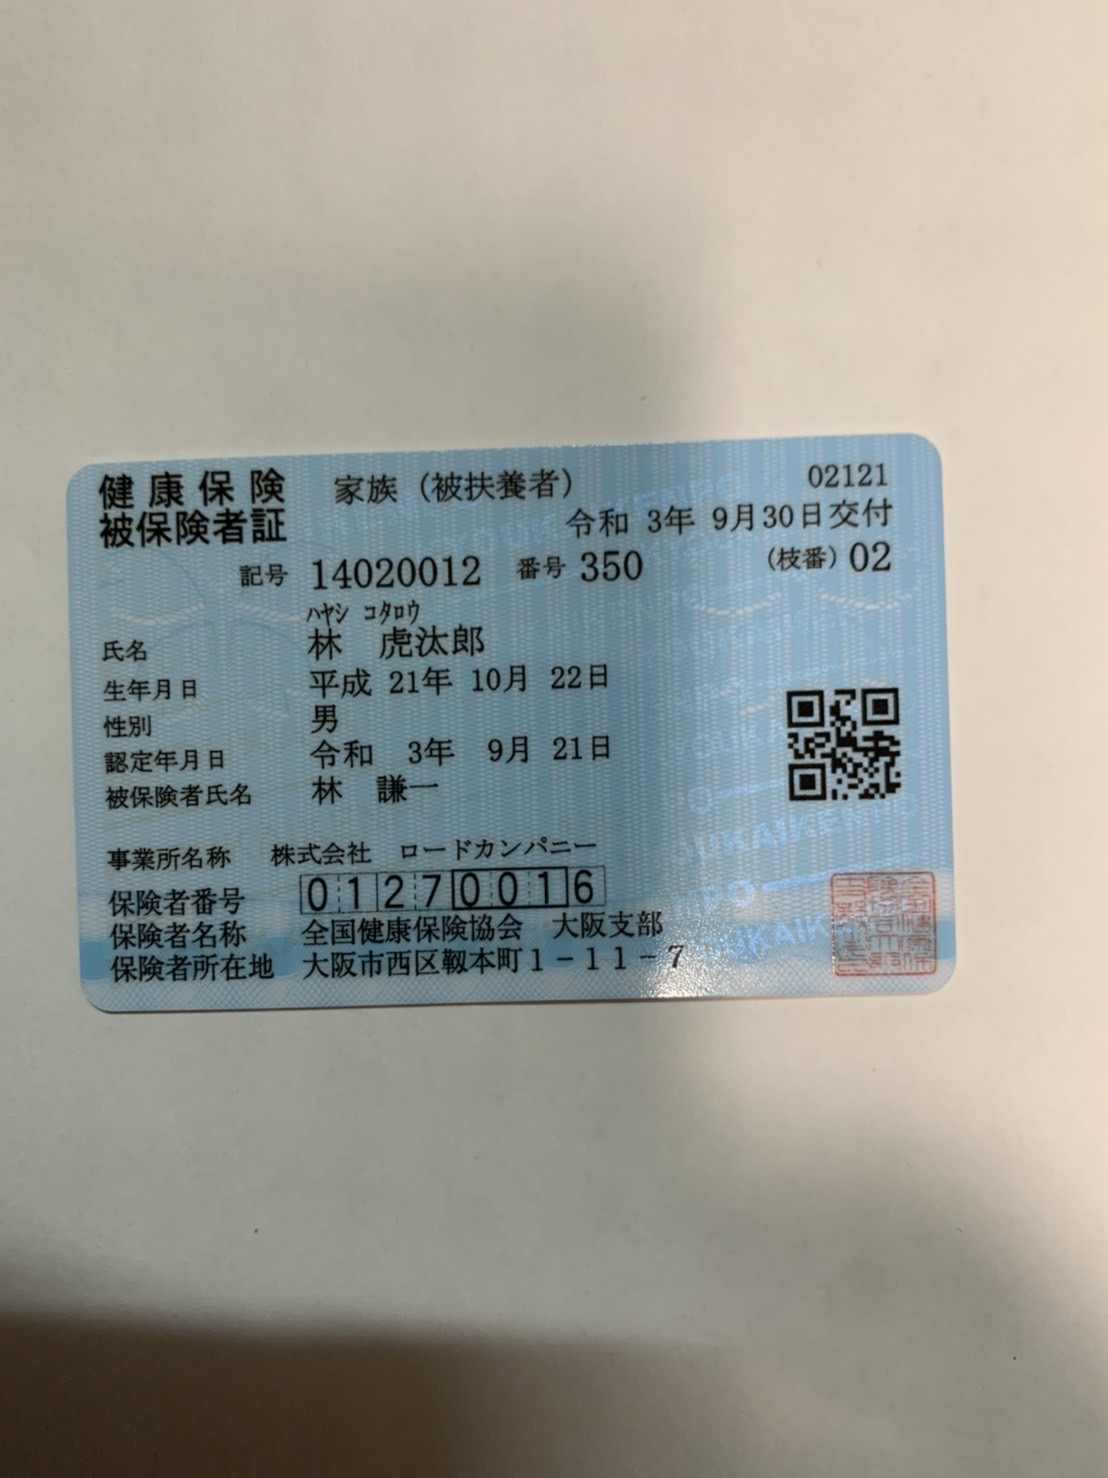 健康保険 家族（被扶養者） 02121
被保険者証 令和 3年 9月30日交付
記号 14020012 番号 350 （枝番）02
ﾊﾔｼ ｺﾀﾛｳ
氏名 林 虎汰郎
生年月日 平成 21年 10月 22日
性別 男
認定年月日 令和 3年 9月 21日
被保険者氏名 林 謙一
事業所名称 株式会社 ロードカンパニー
保険者番号 01270016
保険者名称 全国健康保険協会 大阪支部
保険者所在地 大阪市西区靱本町1－11－7